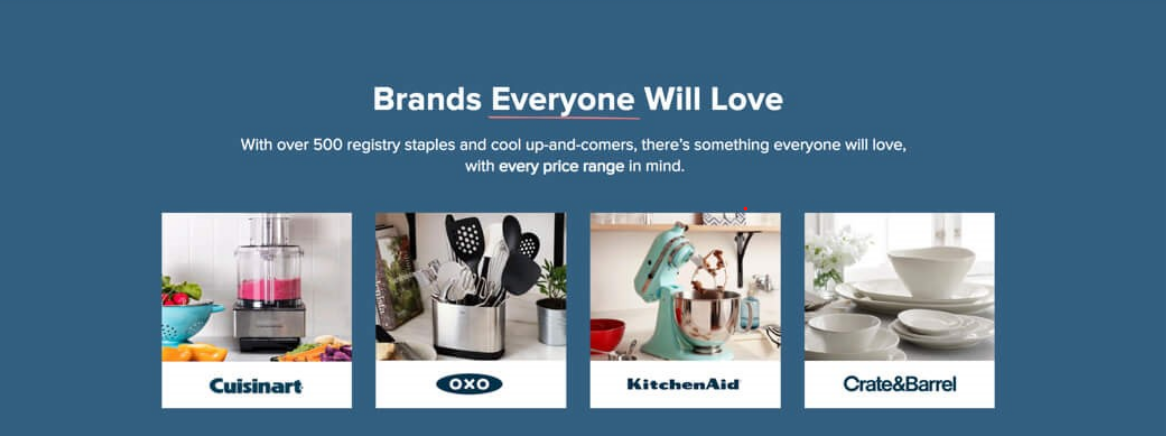 Brands Everyone Will Love
With over 500 registry staples and cool up-and-comers, there's something everyone will love,
with every price range in mind.
Cuisinart
OXO
KitchenAid
Crate&Barrel